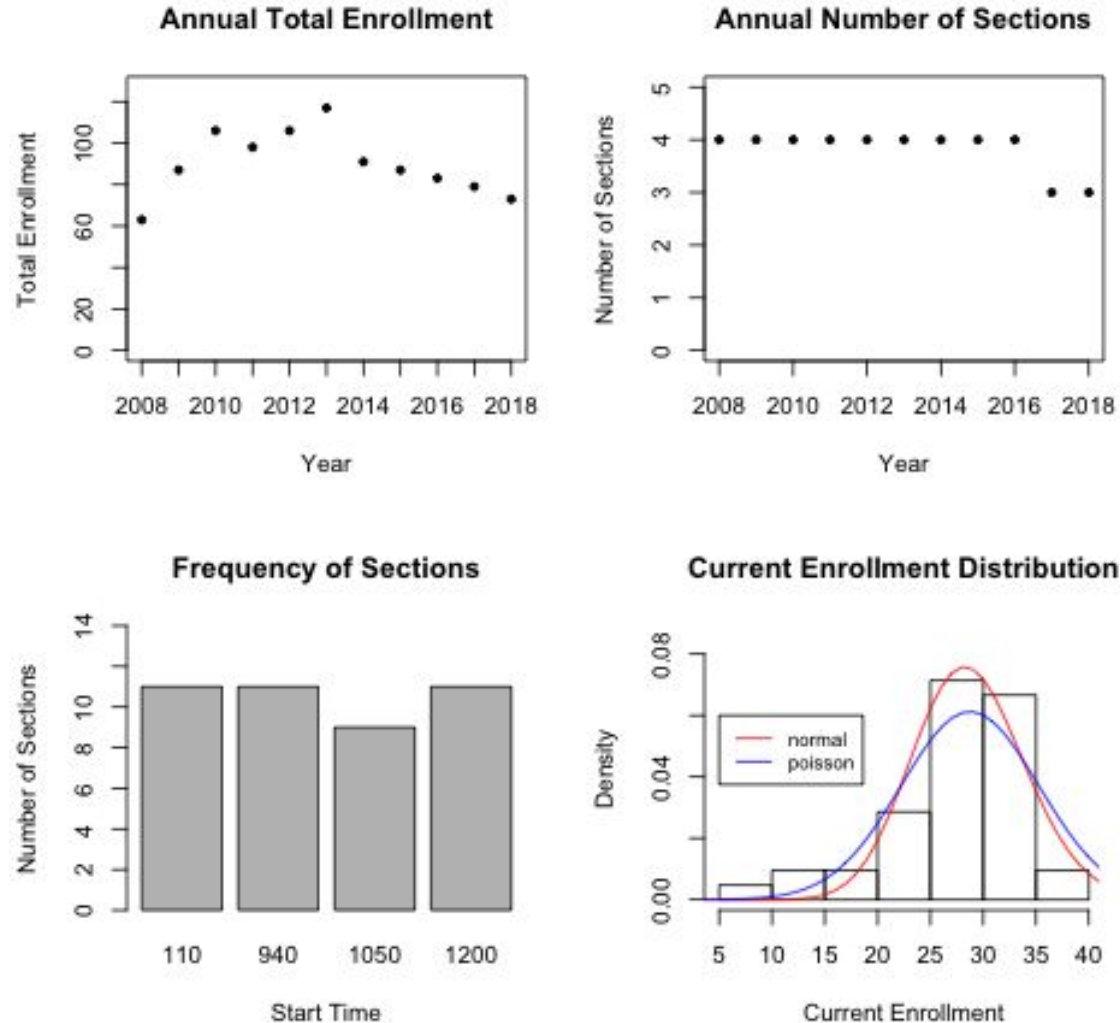 Annual Total Enrollment
Total Enrollment
0 20 60 100
2008 2010 2012 2014 2016 2018
Year
Annual Number of Sections
Number of Sections
0 1 2 3 4 5
2008 2010 2012 2014 2016 2018
Year
Frequency of Sections
Number of Sections
0 2 4 6 8 10 14
110 940 1050 1200
Start Time
Current Enrollment Distribution
Density
0.00 0.04 0.08
normal
poisson
5 10 15 20 25 30 35 40
Current Enrollment